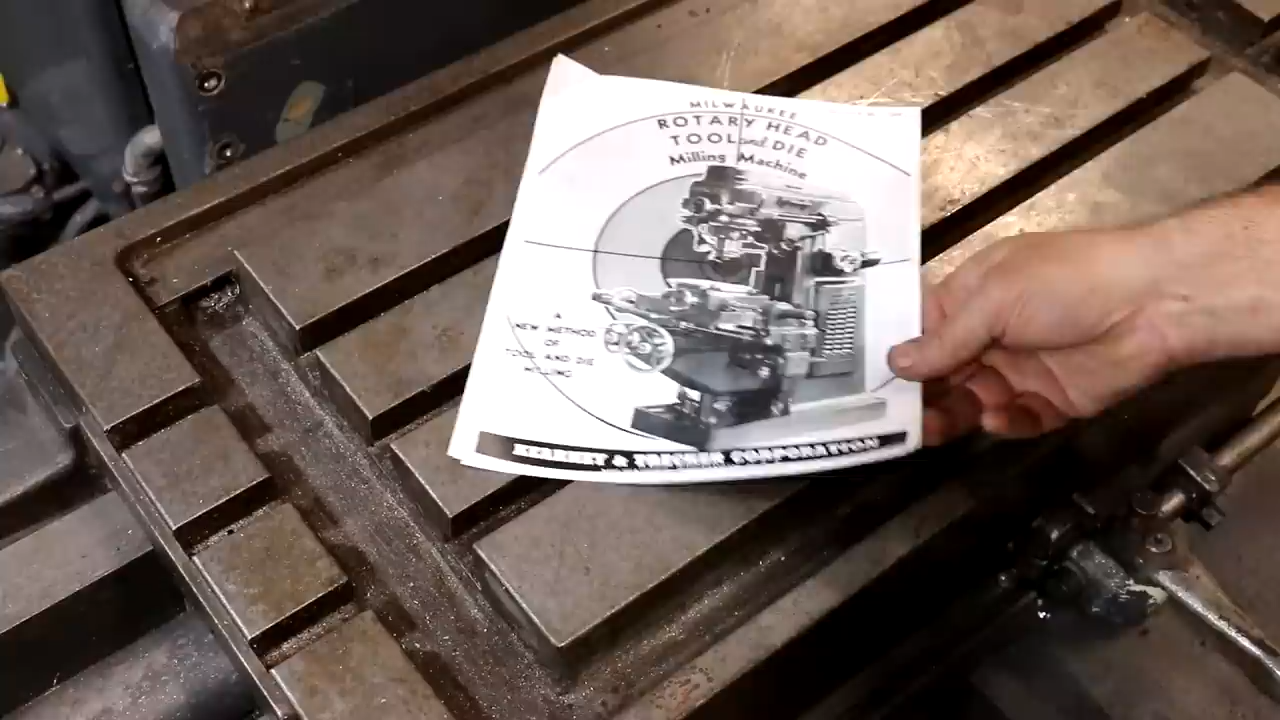 MILWAUKEE
ROTARY HEAD
TOOL and DIE
Milling Machine
A
NEW METHOD
OF
TOOL AND DIE
MILLING
KEARNEY & TRECKER CORPORATION